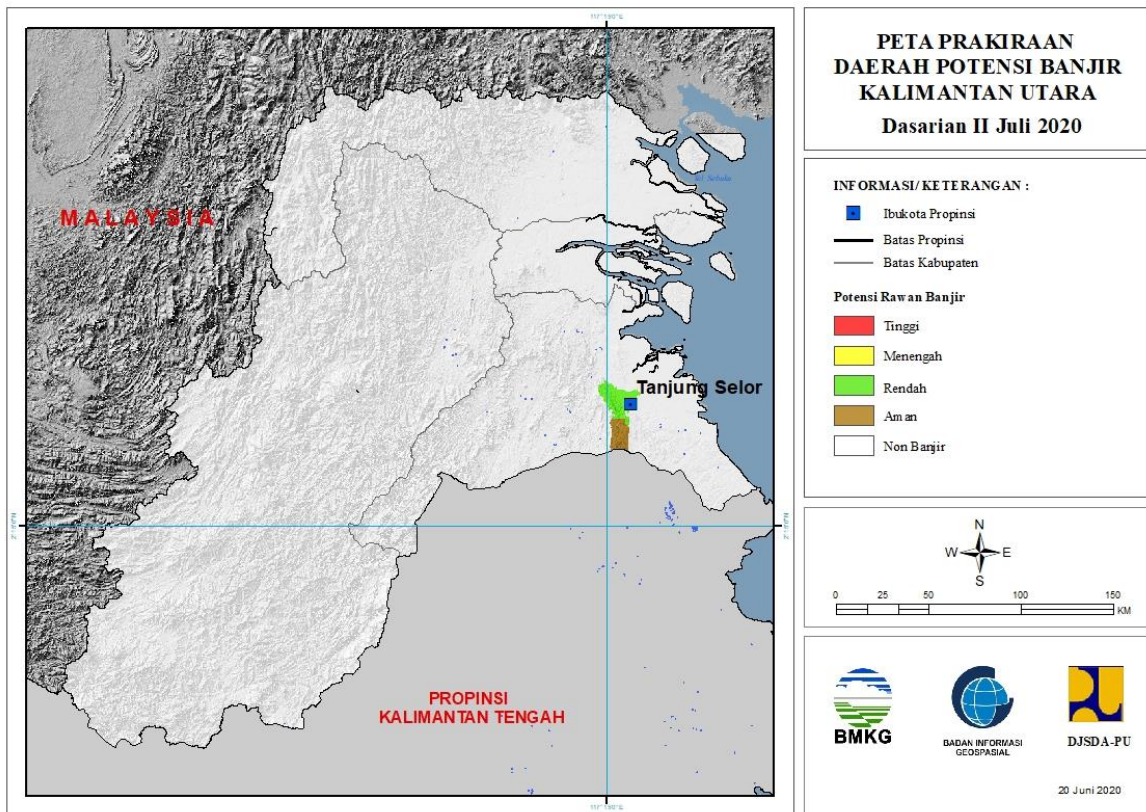 PETA PRAKIRAAN
DAERAH POTENSI BANJIR
KALIMANTAN UTARA
Dasarian II Juli 2020
INFORMASI/ KETERANGAN :
Ibukota Propinsi
Batas Propinsi
Batas Kabupaten
Potensi Rawan Banjir
Tinggi
Menengah
Rendah
Aman
Non Banjir
N
W E
S
0 25 50 100 150
KM
BMKG
BADAN INFORMASI
GEOSPASIAL
DJSDA-PU
20 Juni 2020
MALAYSIA
Tanjung Selor
PROPINSI
KALIMANTAN TENGAH